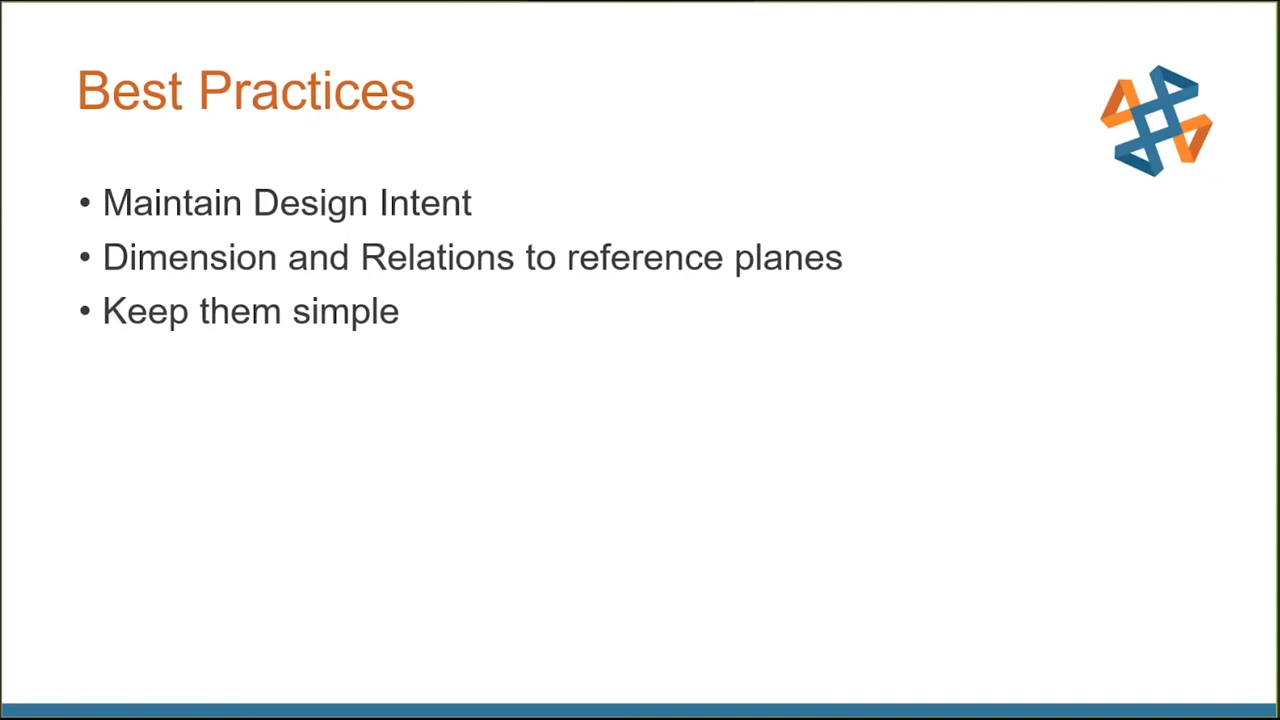 Best Practices
• Maintain Design Intent
• Dimension and Relations to reference planes
• Keep them simple